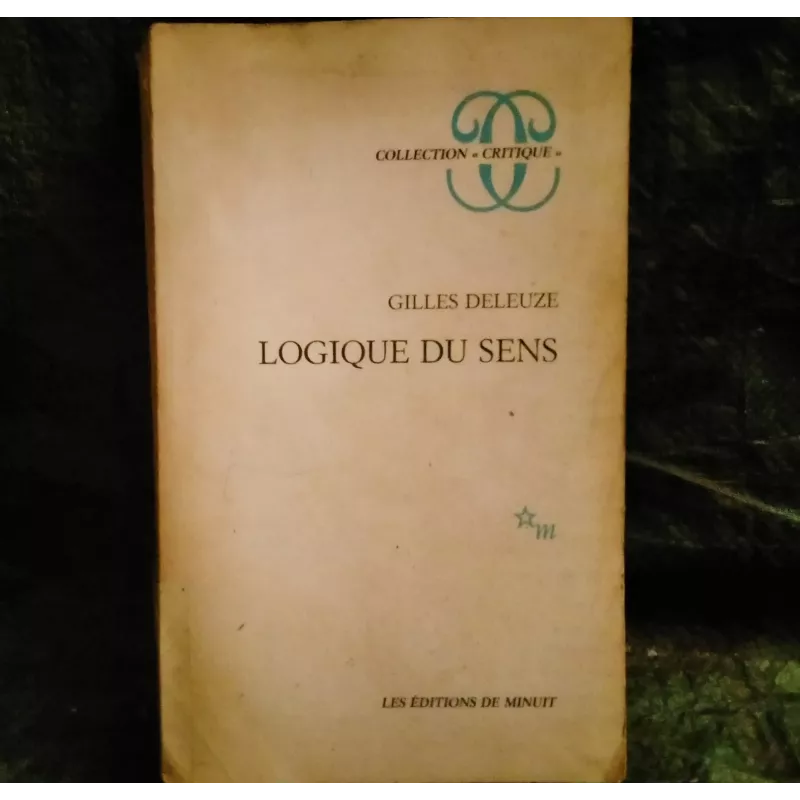 COLLECTION « CRITIQUE »
GILLES DELEUZE
LOGIQUE DU SENS
m
LES ÉDITIONS DE MINUIT